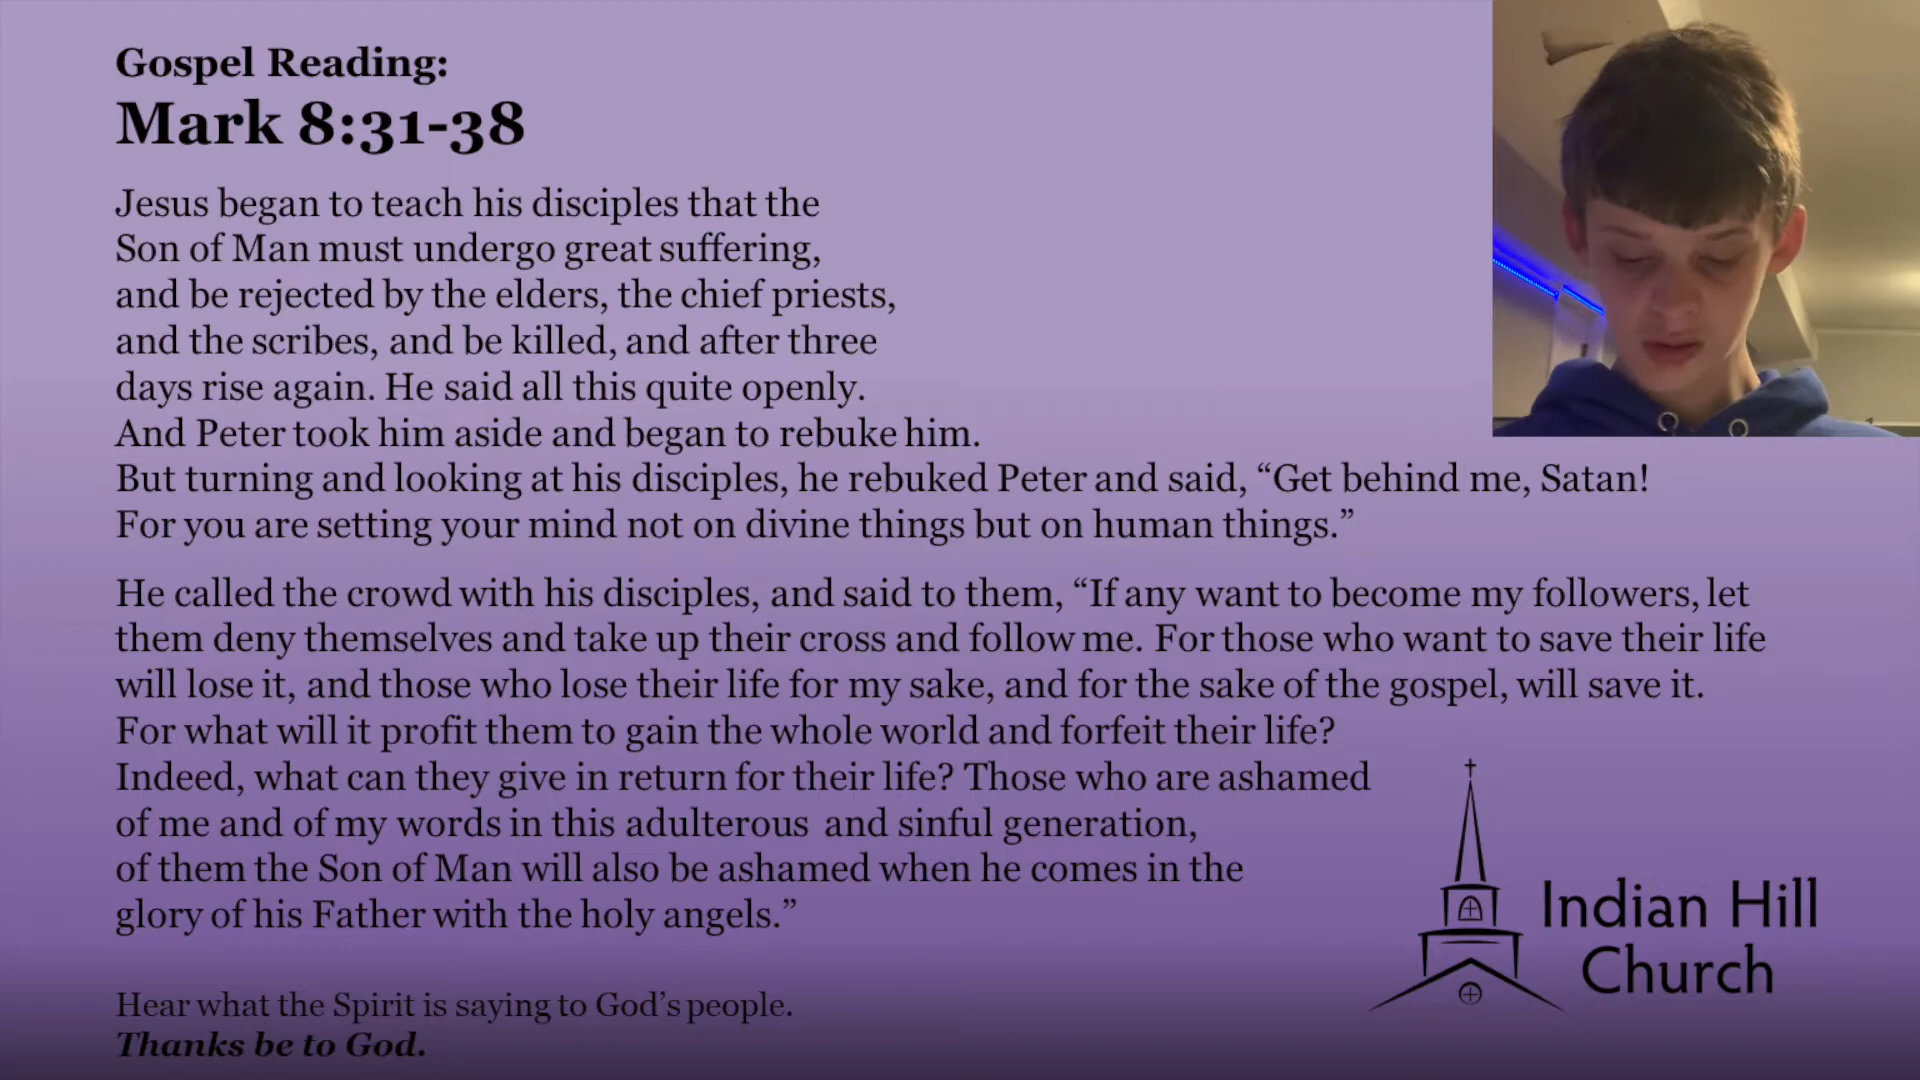 Gospel Reading:
Mark 8:31-38
Jesus began to teach his disciples that the
Son of Man must undergo great suffering,
and be rejected by the elders, the chief priests,
and the scribes, and be killed, and after three
days rise again. He said all this quite openly.
And Peter took him aside and began to rebuke him.
But turning and looking at his disciples, he rebuked Peter and said, “Get behind me, Satan!
For you are setting your mind not on divine things but on human things.”
He called the crowd with his disciples, and said to them, “If any want to become my followers, let
them deny themselves and take up their cross and follow me. For those who want to save their life
will lose it, and those who lose their life for my sake, and for the sake of the gospel, will save it.
For what will it profit them to gain the whole world and forfeit their life?
Indeed, what can they give in return for their life? Those who are ashamed
of me and of my words in this adulterous and sinful generation,
of them the Son of Man will also be ashamed when he comes in the
glory of his Father with the holy angels.”
Hear what the Spirit is saying to God’s people.
Thanks be to God.
Indian Hill
Church